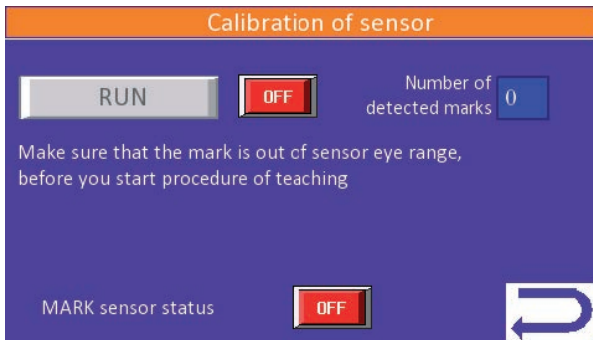 Calibration of sensor
RUN
OFF
Number of
detected marks
0
Make sure that the mark is out of sensor eye range,
before you start procedure of teaching
MARK sensor status
OFF